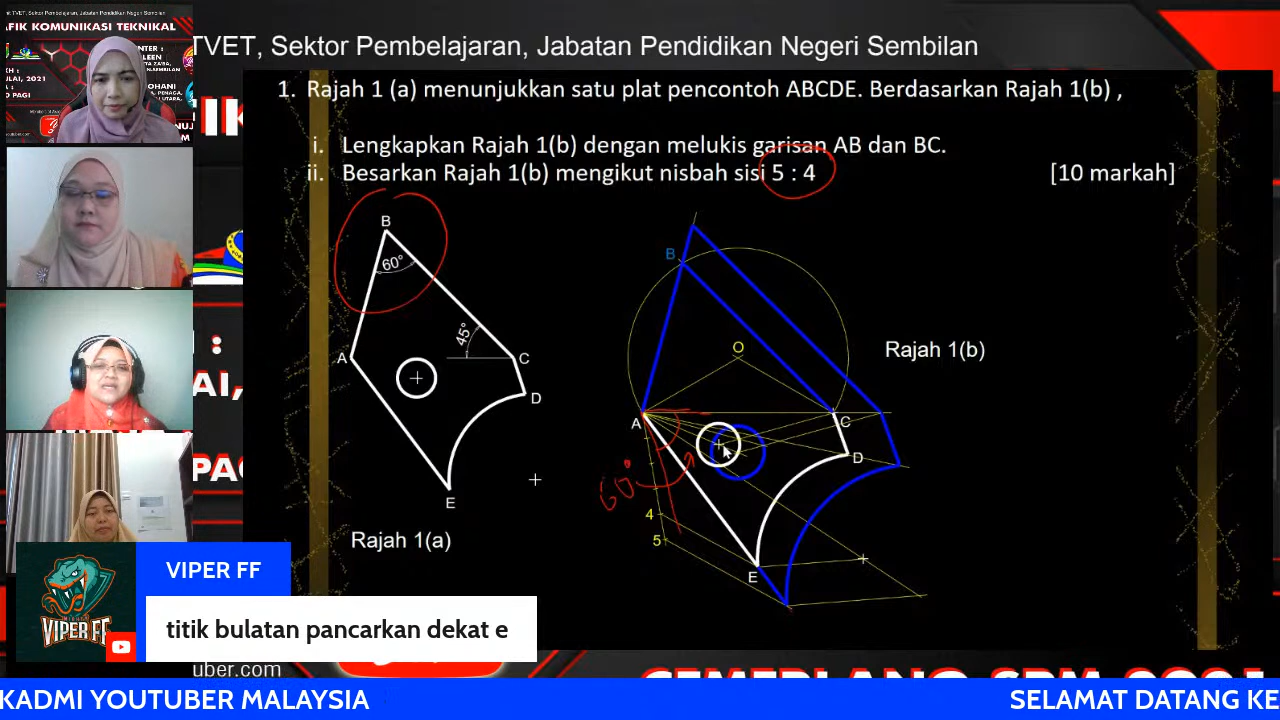 TVET, Sektor Pembelajaran, Jabatan Pendidikan Negeri Sembilan
1. Rajah 1 (a) menunjukkan satu plat pencontoh ABCDE. Berdasarkan Rajah 1(b) ,
i. Lengkapkan Rajah 1(b) dengan melukis garisan AB dan BC.
ii. Besarkan Rajah 1(b) mengikut nisbah sisi 5 : 4 [10 markah]
B
60°
45°
A
C
D
E
Rajah 1(a)
B
O
Rajah 1(b)
A
C
D
60°
4
5
E
VIPER FF
VIPER FF
titik bulatan pancarkan dekat e
uber.com
KADMI YOUTUBER MALAYSIA
SELAMAT DATANG KE